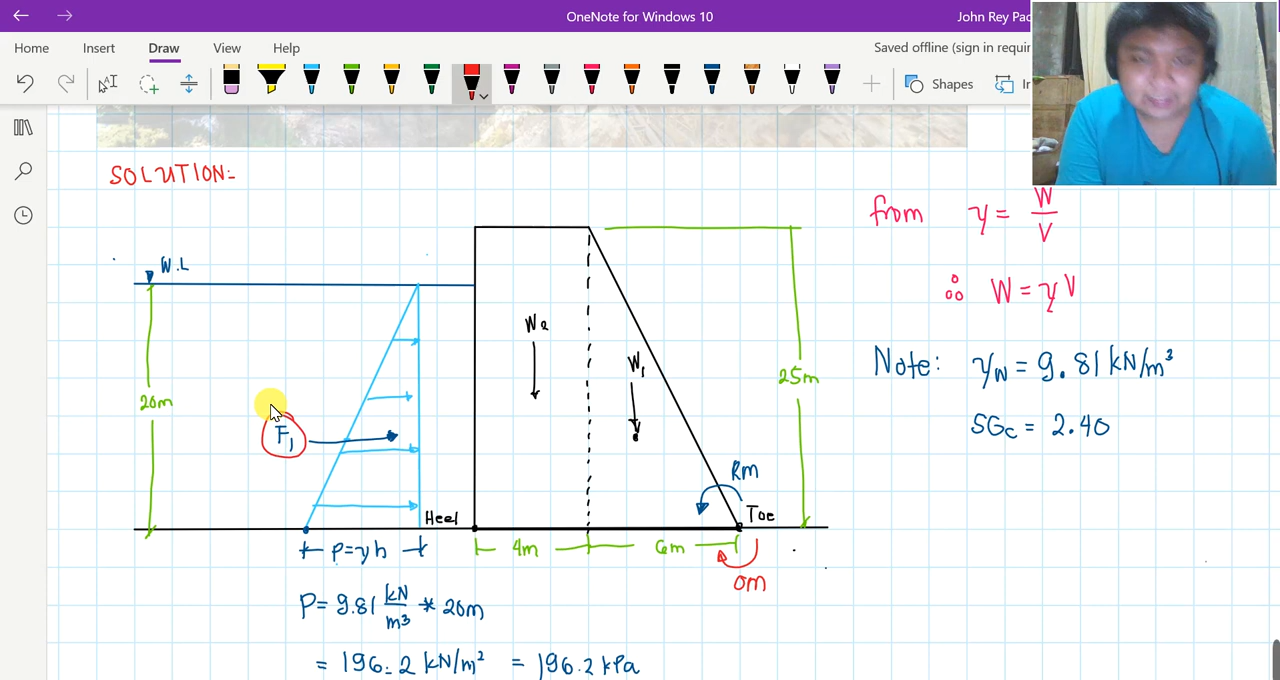 OneNote for Windows 10
John Rey Pad
Home Insert Draw View Help
Saved offline (sign in requir
Shapes
In
SOLUTION:
from γ = W/V
∴ W = γV
Note: γW = 9.81 kN/m³
SGc = 2.40
W.L
W2
W1
20m
25m
F1
Rm
Heel
Toe
P=γh
4m
6m
OM
P= 9.81 kN/m³ * 20m
= 196.2 kN/m² = 196.2 kPa